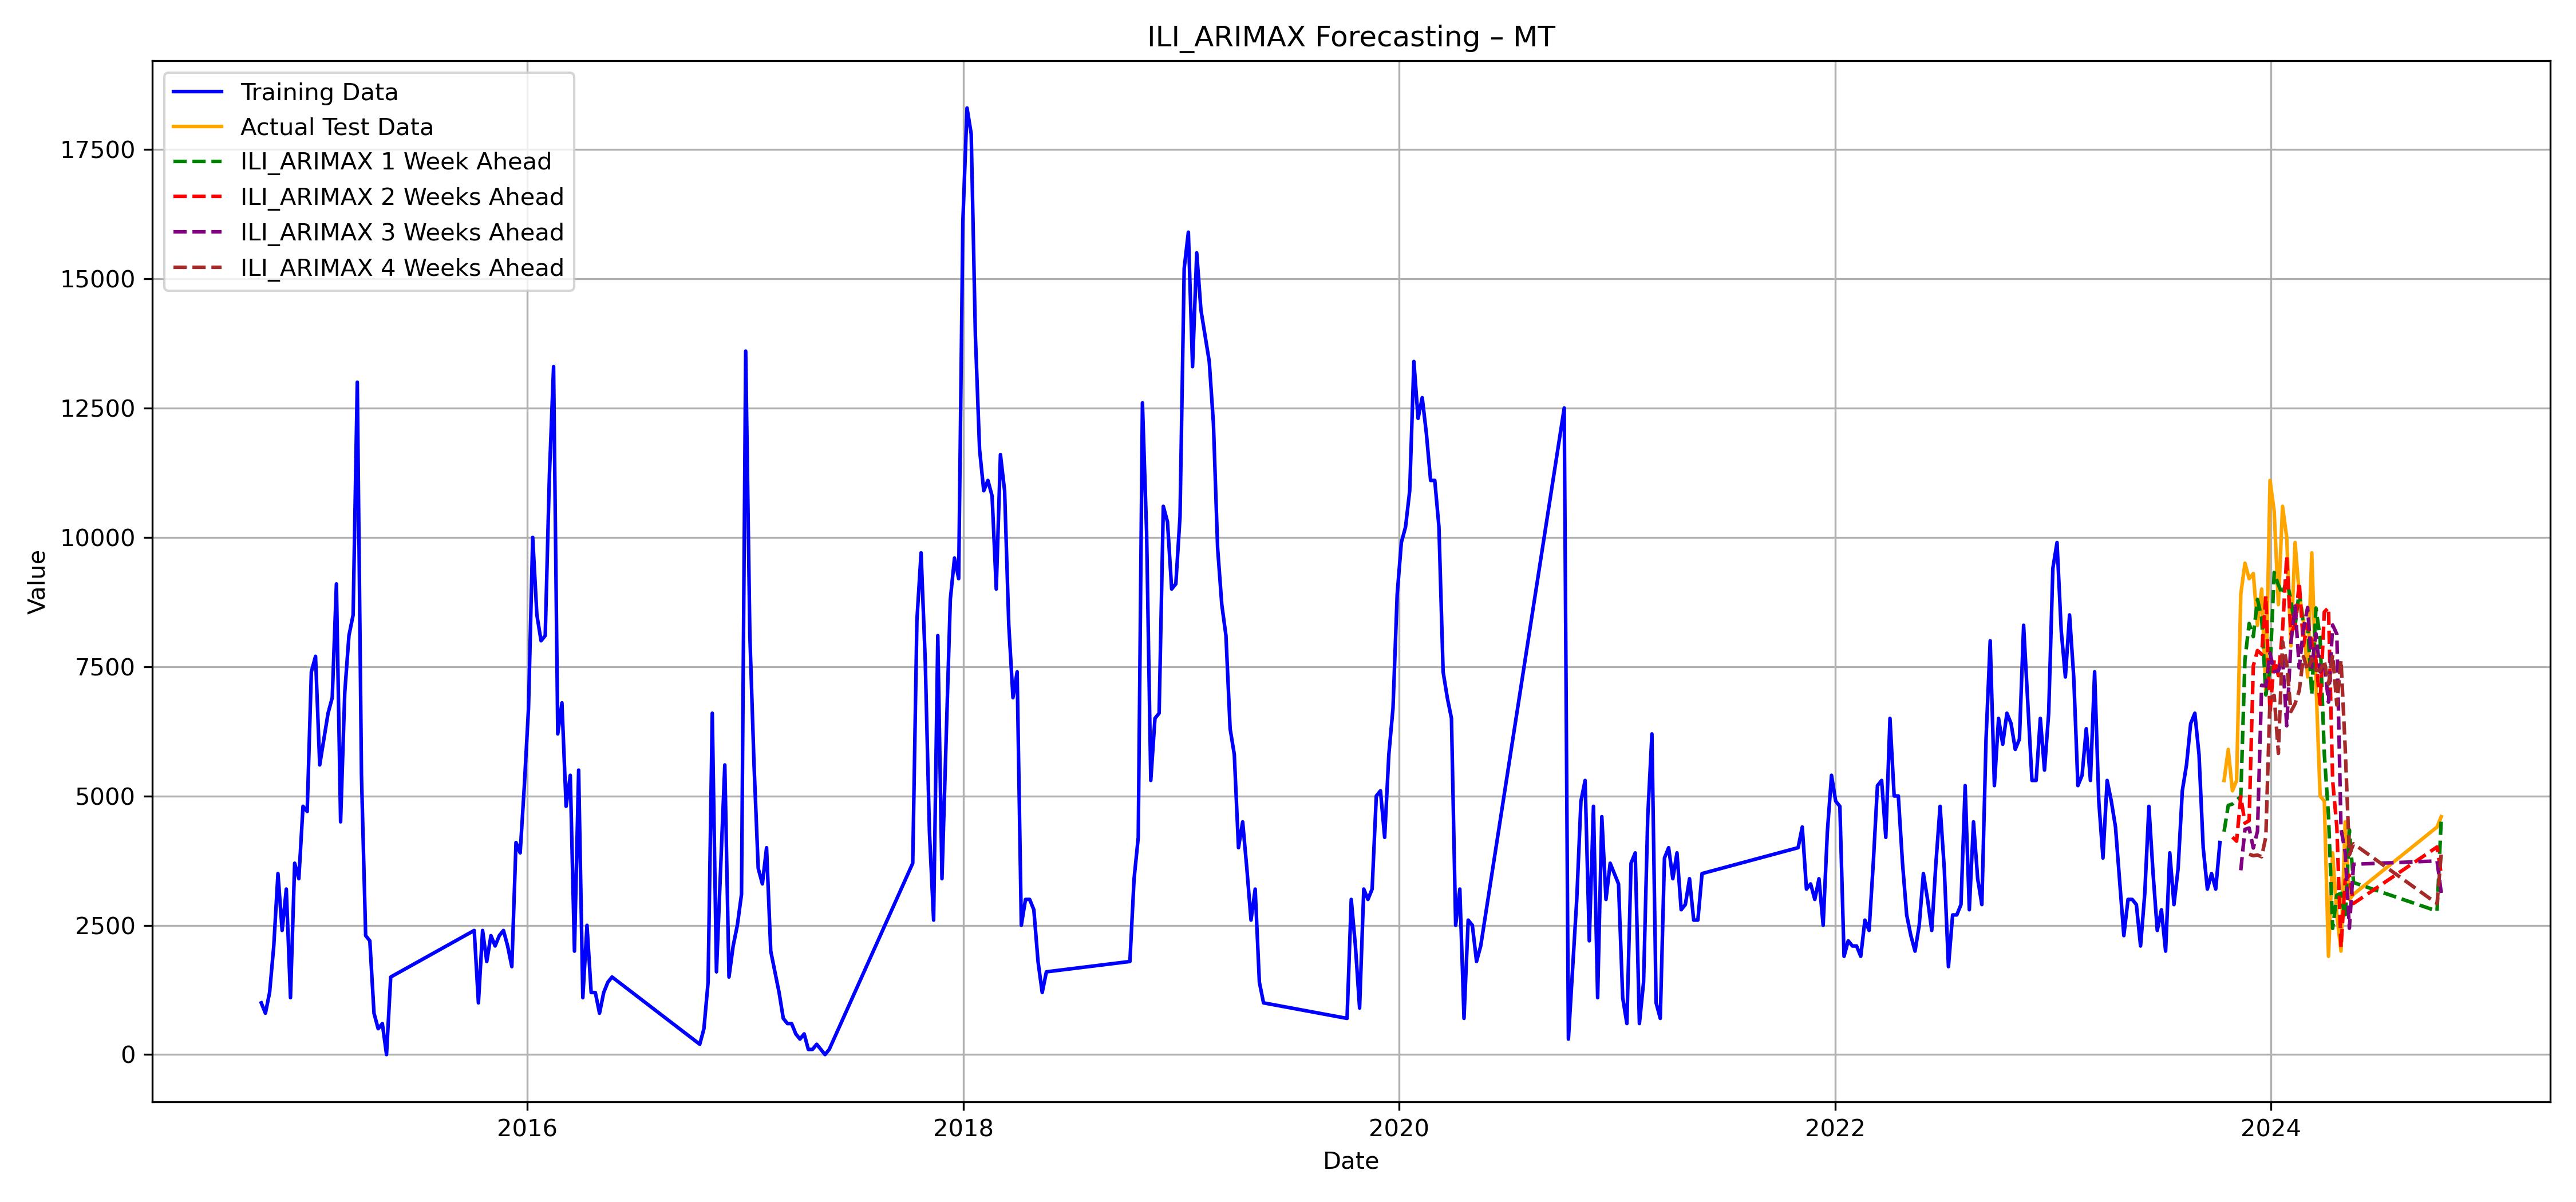 ILI_ARIMAX Forecasting – MT
Training Data
Actual Test Data
ILI_ARIMAX 1 Week Ahead
ILI_ARIMAX 2 Weeks Ahead
ILI_ARIMAX 3 Weeks Ahead
ILI_ARIMAX 4 Weeks Ahead
Value
17500
15000
12500
10000
7500
5000
2500
0
2016 2018 2020 2022 2024
Date